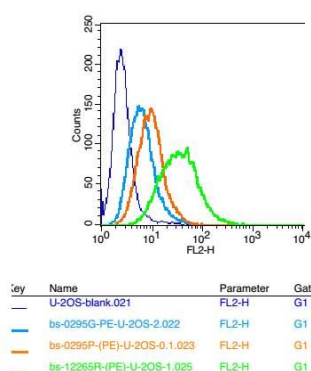 250
200
150
100
50
0
Counts
10^0 10^1 10^2 10^3 10^4
FL2-H
Key Name Parameter Gat
U-2OS-blank.021 FL2-H G1
bs-0295G-PE-U-2OS-2.022 FL2-H G1
bs-0295P-(PE)-U-2OS-0.1.023 FL2-H G1
bs-12265R-(PE)-U-2OS-1.025 FL2-H G1